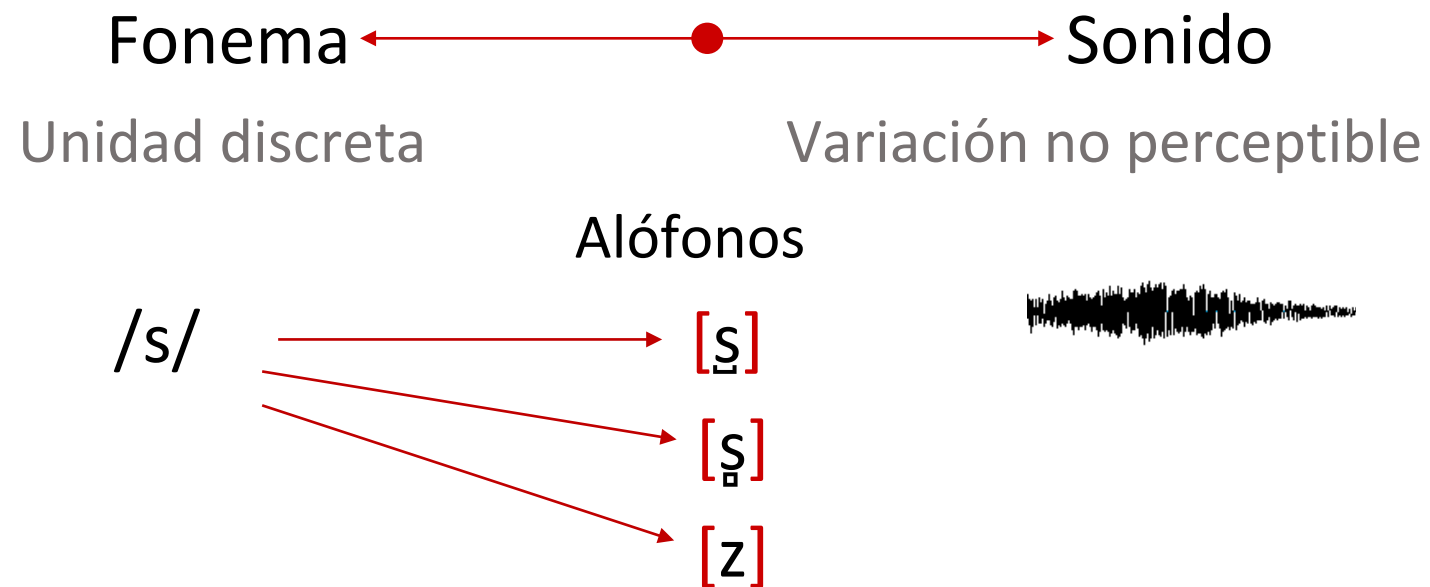 Fonema Sonido
Unidad discreta Variación no perceptible
Alófonos
/s/ [s̺]
[s̻]
[z]